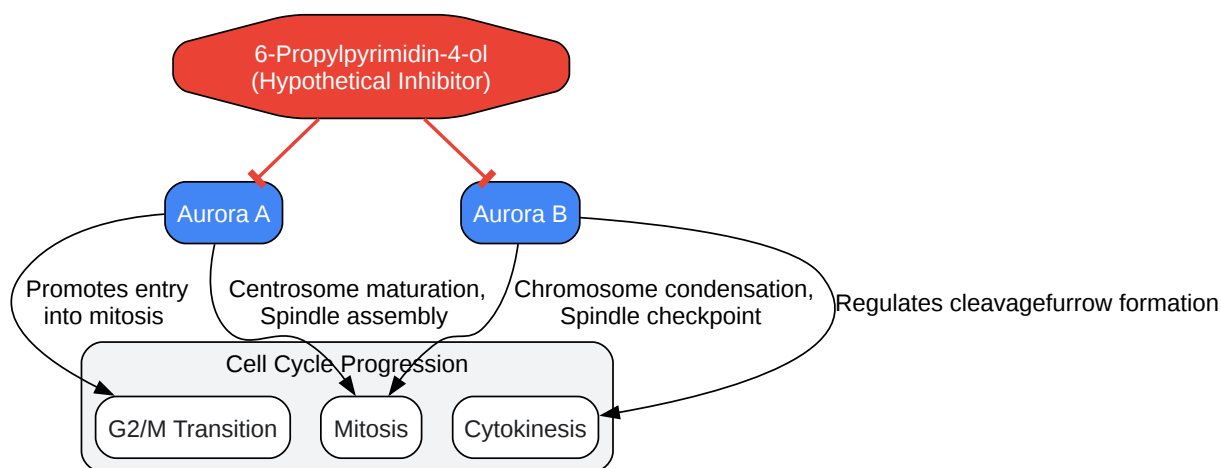 6-Propylpyrimidin-4-ol
(Hypothetical Inhibitor)
Aurora A
Aurora B
Promotes entry
into mitosis
Centrosome maturation,
Spindle assembly
Chromosome condensation,
Spindle checkpoint
Regulates cleavagefurrow formation
Cell Cycle Progression
G2/M Transition
Mitosis
Cytokinesis